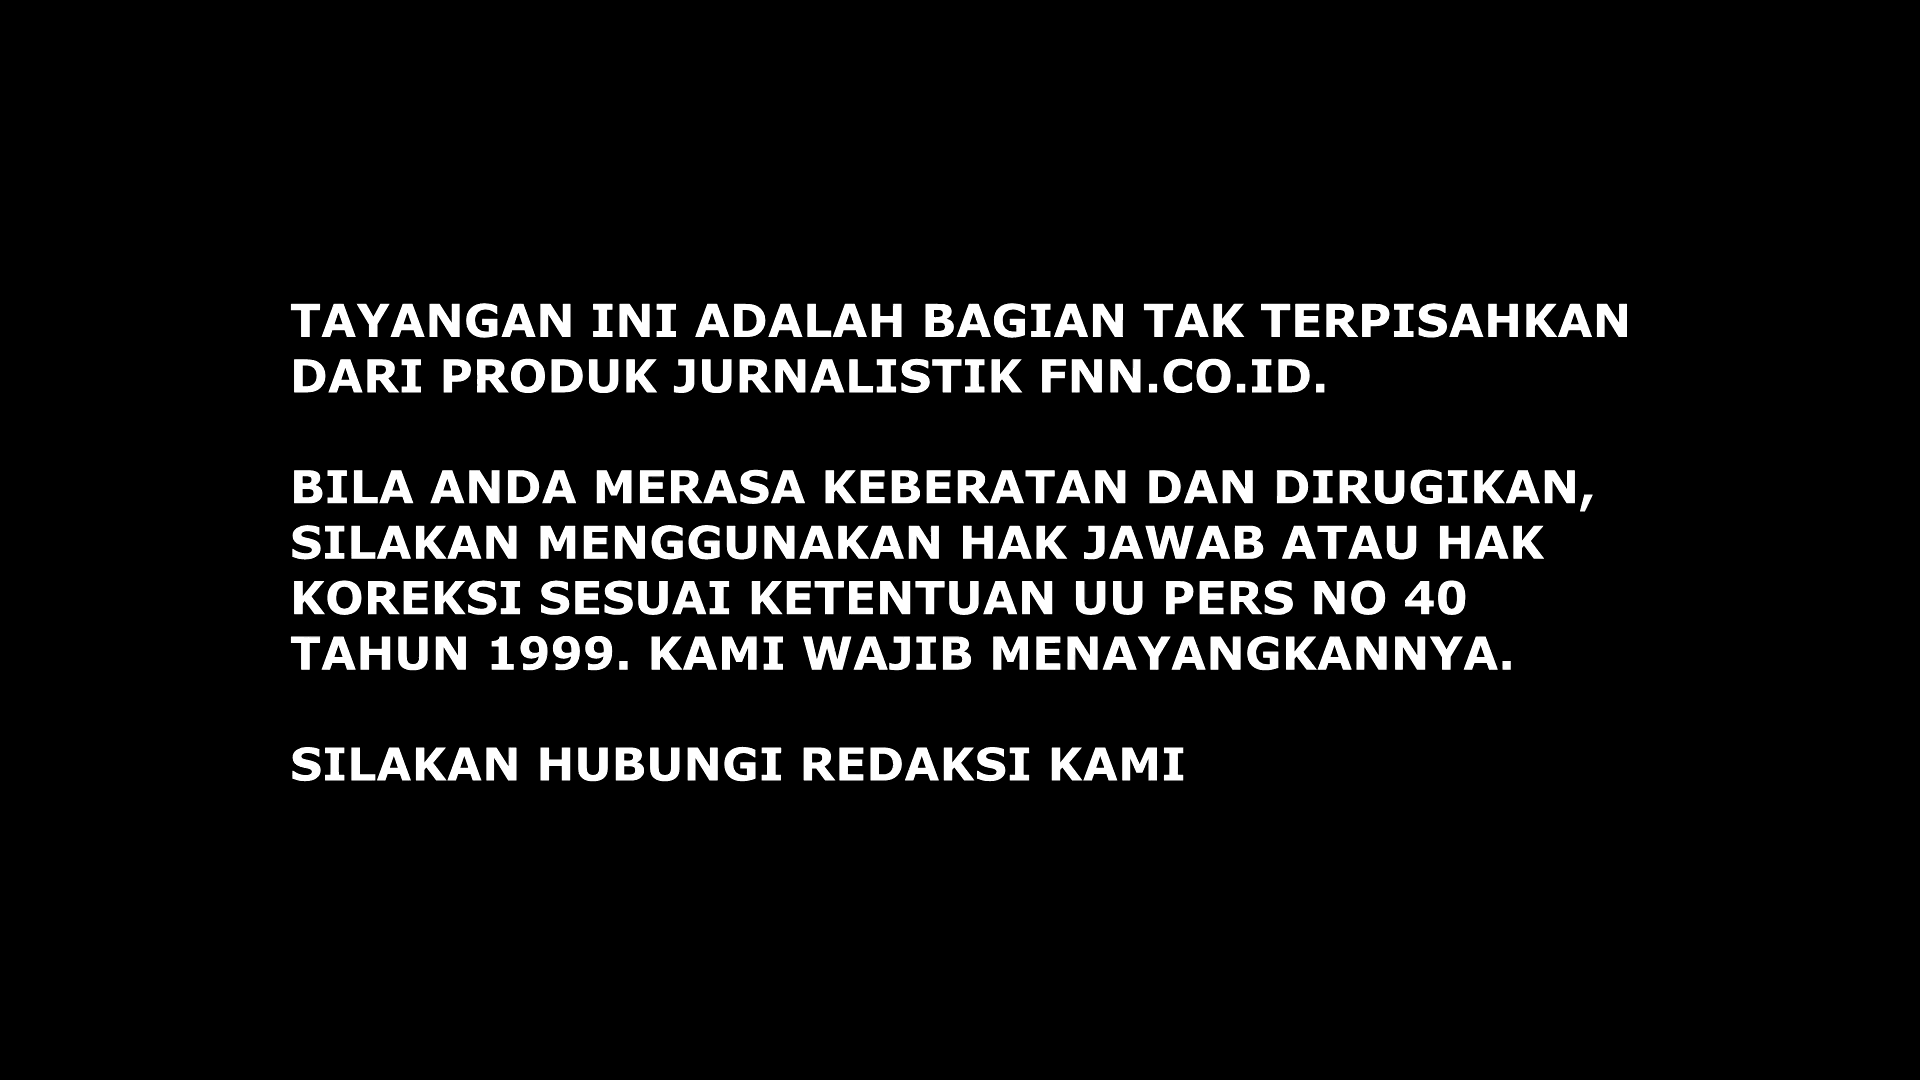 TAYANGAN INI ADALAH BAGIAN TAK TERPISAHKAN
DARI PRODUK JURNALISTIK FNN.CO.ID.
BILA ANDA MERASA KEBERATAN DAN DIRUGIKAN,
SILAKAN MENGGUNAKAN HAK JAWAB ATAU HAK
KOREKSI SESUAI KETENTUAN UU PERS NO 40
TAHUN 1999. KAMI WAJIB MENAYANGKANNYA.
SILAKAN HUBUNGI REDAKSI KAMI